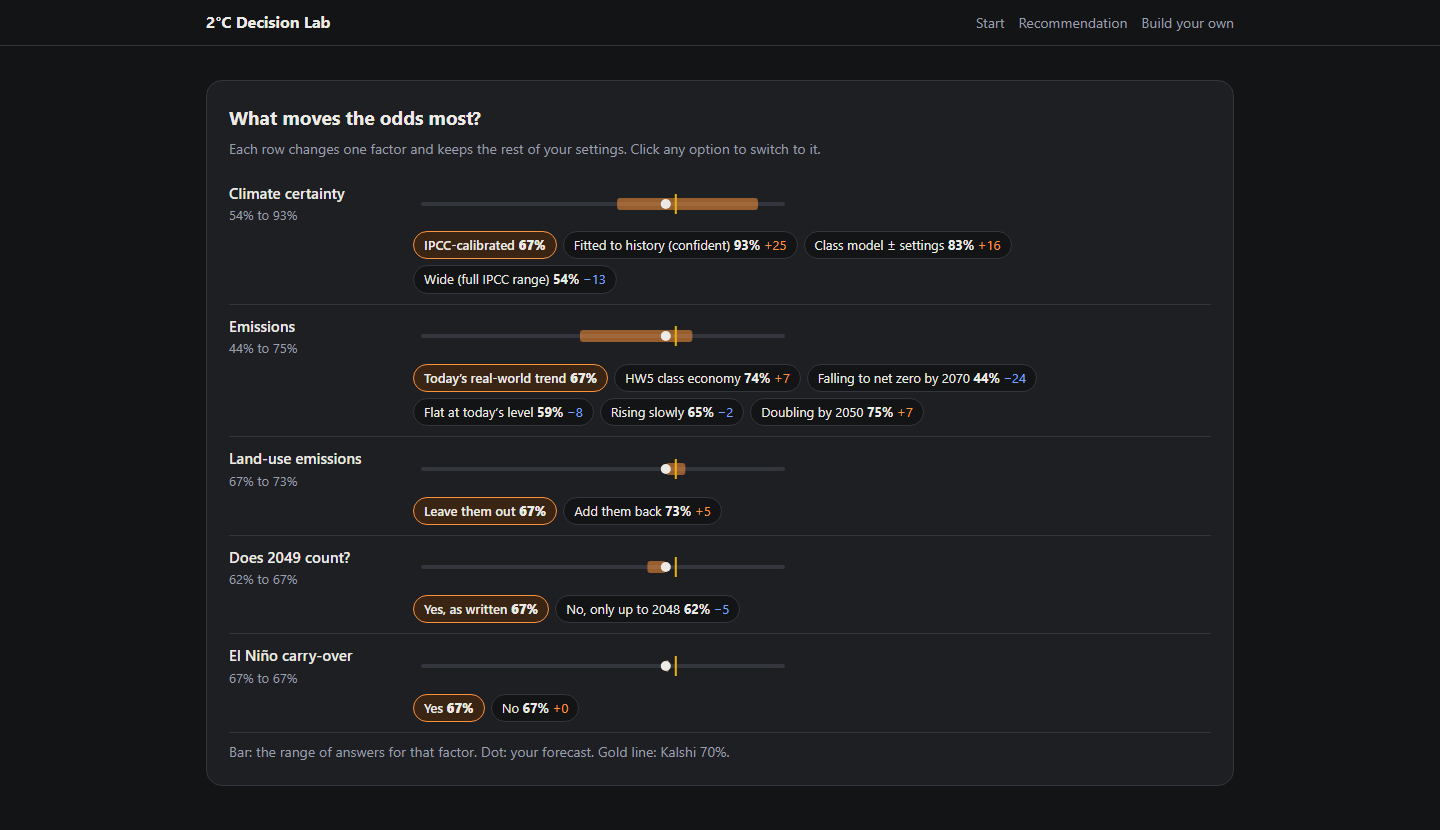 2°C Decision Lab
Start Recommendation Build your own
What moves the odds most?
Each row changes one factor and keeps the rest of your settings. Click any option to switch to it.
Climate certainty
54% to 93%
IPCC-calibrated 67% Fitted to history (confident) 93% +25 Class model ± settings 83% +16
Wide (full IPCC range) 54% −13
Emissions
44% to 75%
Today's real-world trend 67% HW5 class economy 74% +7 Falling to net zero by 2070 44% −24
Flat at today's level 59% −8 Rising slowly 65% −2 Doubling by 2050 75% +7
Land-use emissions
67% to 73%
Leave them out 67% Add them back 73% +5
Does 2049 count?
62% to 67%
Yes, as written 67% No, only up to 2048 62% −5
El Niño carry-over
67% to 67%
Yes 67% No 67% +0
Bar: the range of answers for that factor. Dot: your forecast. Gold line: Kalshi 70%.